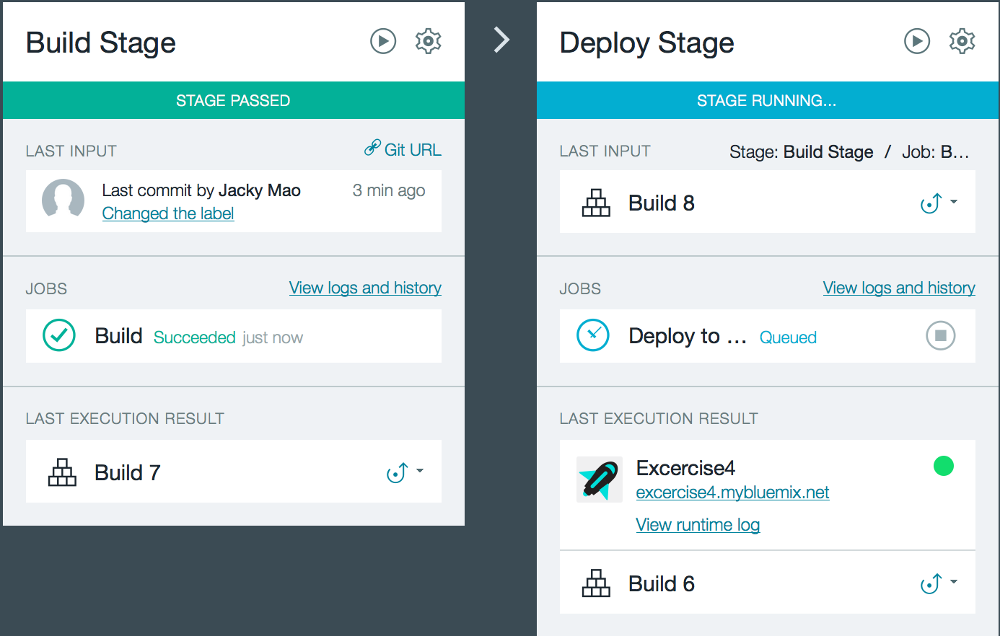 Build Stage
STAGE PASSED
LAST INPUT
Git URL
Last commit by Jacky Mao
3 min ago
Changed the label
JOBS
View logs and history
Build Succeeded just now
LAST EXECUTION RESULT
Build 7
Deploy Stage
STAGE RUNNING...
LAST INPUT
Stage: Build Stage / Job: B...
Build 8
JOBS
View logs and history
Deploy to ... Queued
LAST EXECUTION RESULT
Excercise4
excercise4.mybluemix.net
View runtime log
Build 6